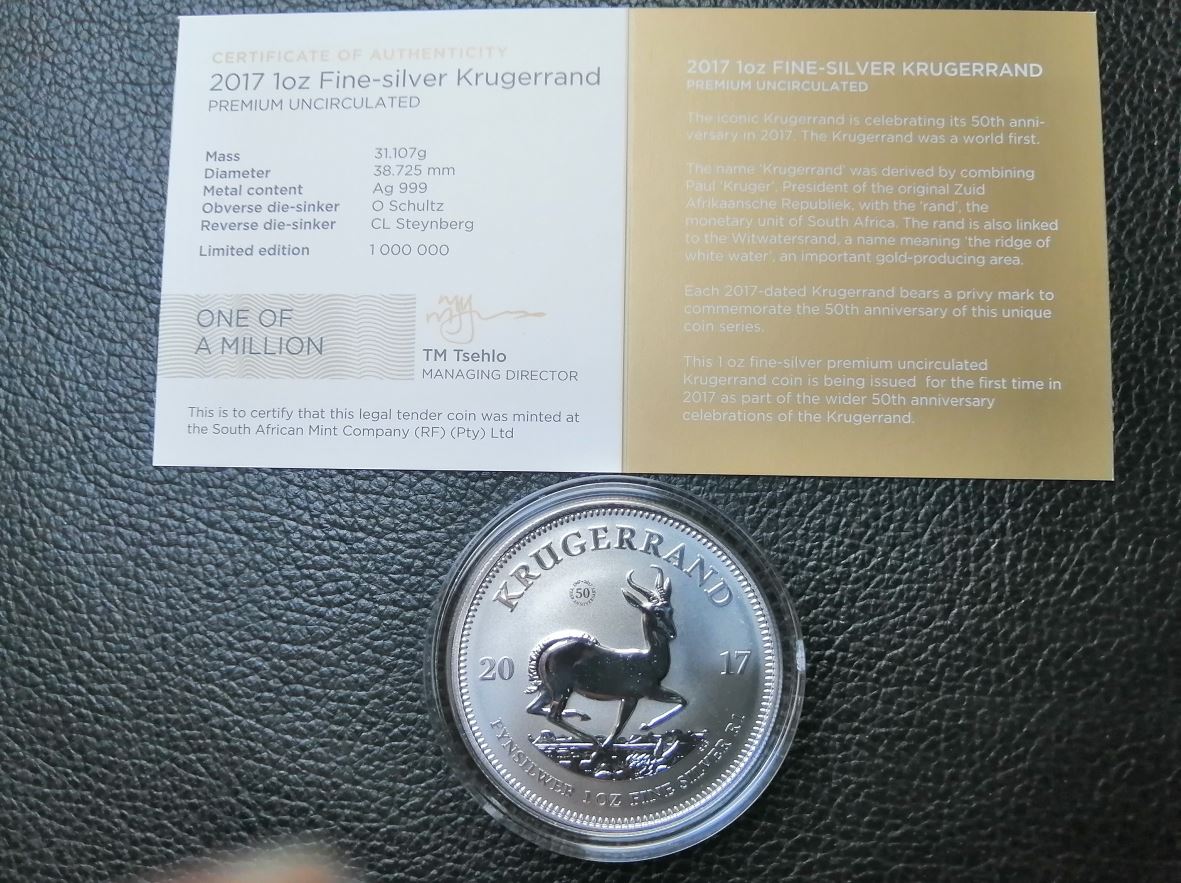 CERTIFICATE OF AUTHENTICITY
2017 1oz Fine-silver Krugerrand
PREMIUM UNCIRCULATED
Mass 31.107g
Diameter 38.725 mm
Metal content Ag 999
Obverse die-sinker O Schultz
Reverse die-sinker CL Steynberg
Limited edition 1 000 000
ONE OF
A MILLION
TM Tsehlo
MANAGING DIRECTOR
This is to certify that this legal tender coin was minted at
the South African Mint Company (RF) (Pty) Ltd
2017 1oz FINE-SILVER KRUGERRAND
PREMIUM UNCIRCULATED
The iconic Krugerrand is celebrating its 50th anni-
versary in 2017. The Krugerrand was a world first.
The name 'Krugerrand' was derived by combining
Paul 'Kruger', President of the original Zuid
Afrikaansche Republiek, with the 'rand', the
monetary unit of South Africa. The rand is also linked
to the Witwatersrand, a name meaning 'the ridge of
white water', an important gold-producing area.
Each 2017-dated Krugerrand bears a privy mark to
commemorate the 50th anniversary of this unique
coin series.
This 1 oz fine-silver premium uncirculated
Krugerrand coin is being issued for the first time in
2017 as part of the wider 50th anniversary
celebrations of the Krugerrand.
KRUGERRAND
50
20 17
FYNSILWER 1 OZ FINE SILVER R1